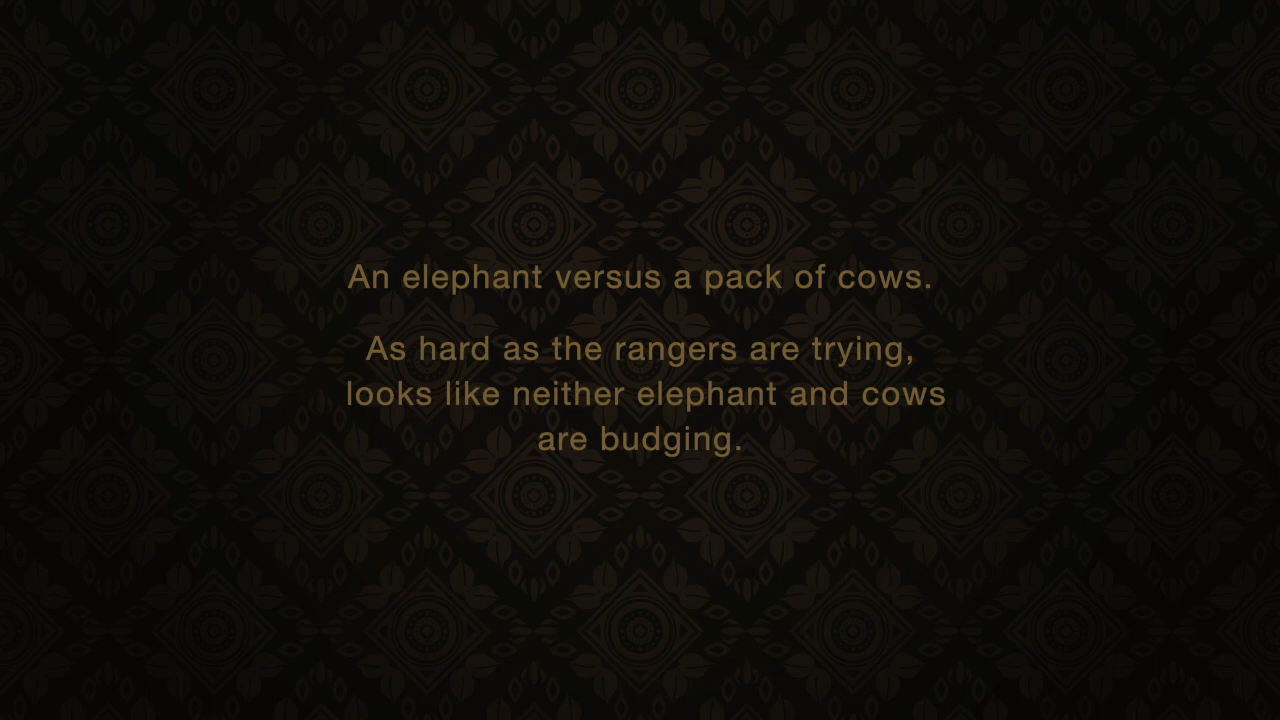 An elephant versus a pack of cows.
As hard as the rangers are trying,
looks like neither elephant and cows
are budging.